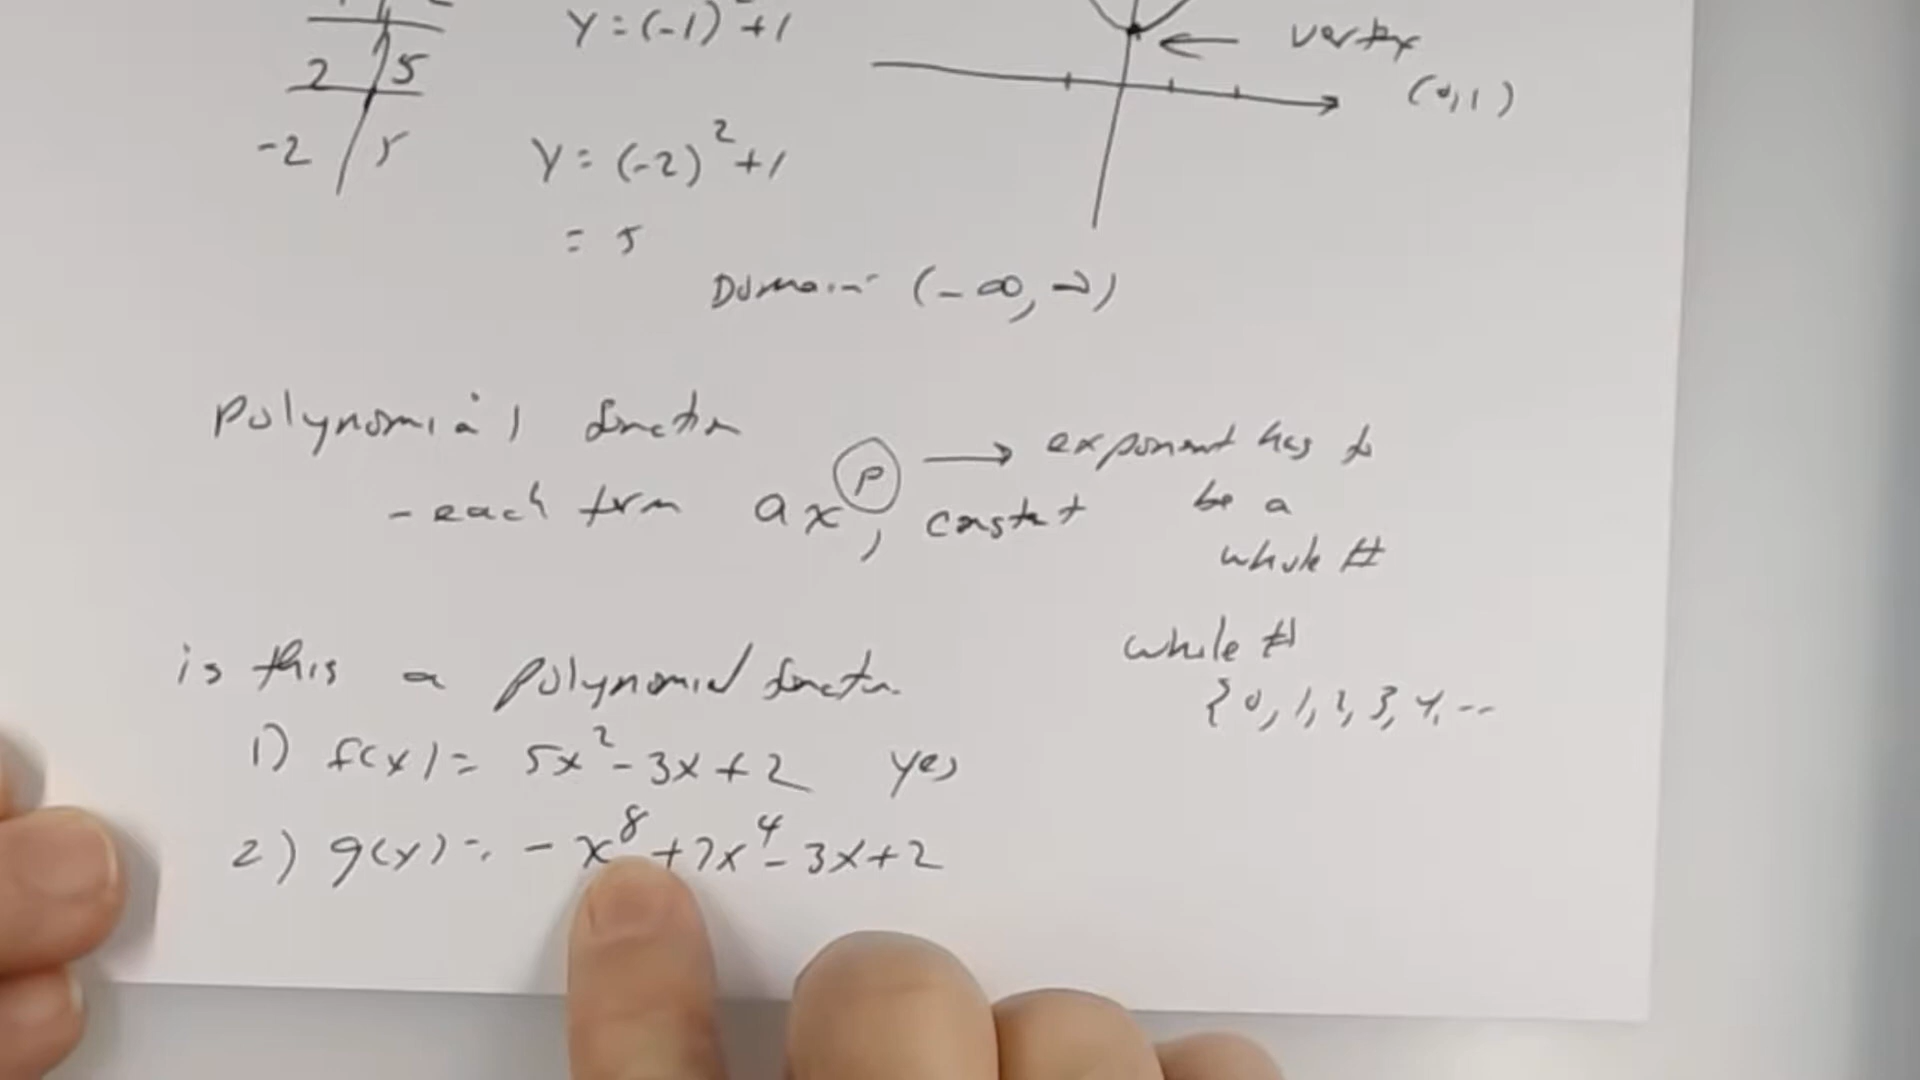 y = (-1)² + 1
2 | 5
-2 | 5
y = (-2)² + 1
= 5
vertex
(0,1)
Domain: (-∞, ∞)
polynomial function
- each term ax^p, constant
→ exponent has to
be a
whole #
whole #
{0, 1, 2, 3, 4, ...
is this a polynomial function.
1) f(x) = 5x² - 3x + 2 yes
2) g(x) = -x⁸ + 7x⁴ - 3x + 2